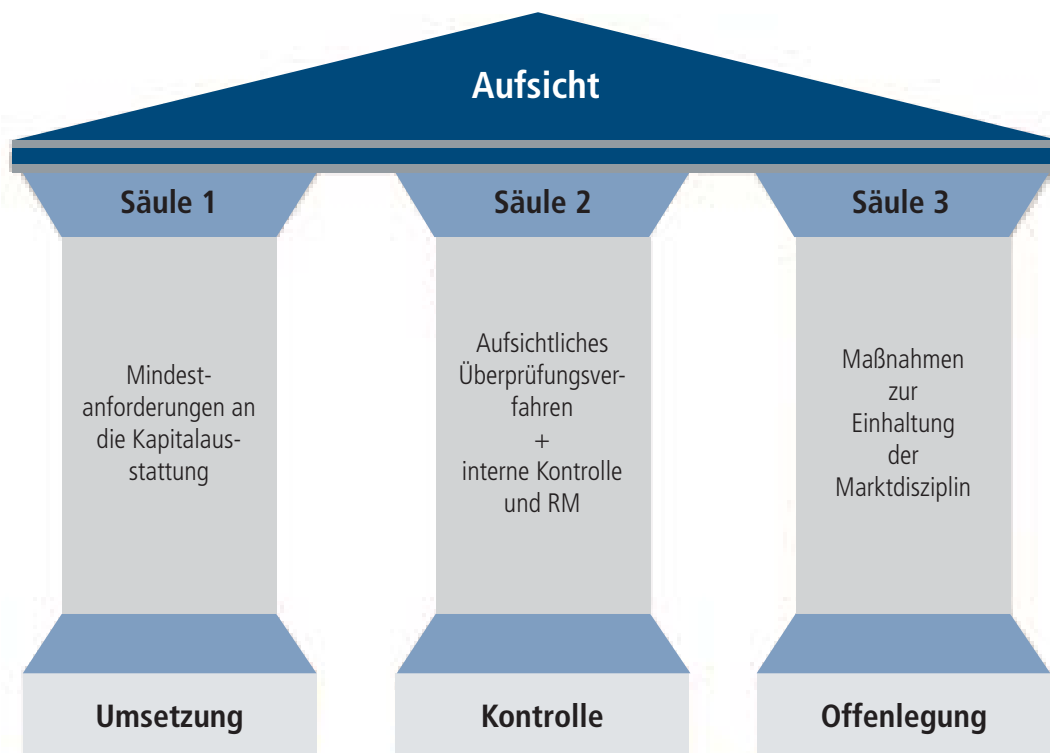 Aufsicht
Säule 1
Mindest-
anforderungen an
die Kapitalaus-
stattung
Umsetzung
Säule 2
Aufsichtliches
Überprüfungsver-
fahren
+
interne Kontrolle
und RM
Kontrolle
Säule 3
Maßnahmen
zur
Einhaltung
der
Marktdisziplin
Offenlegung